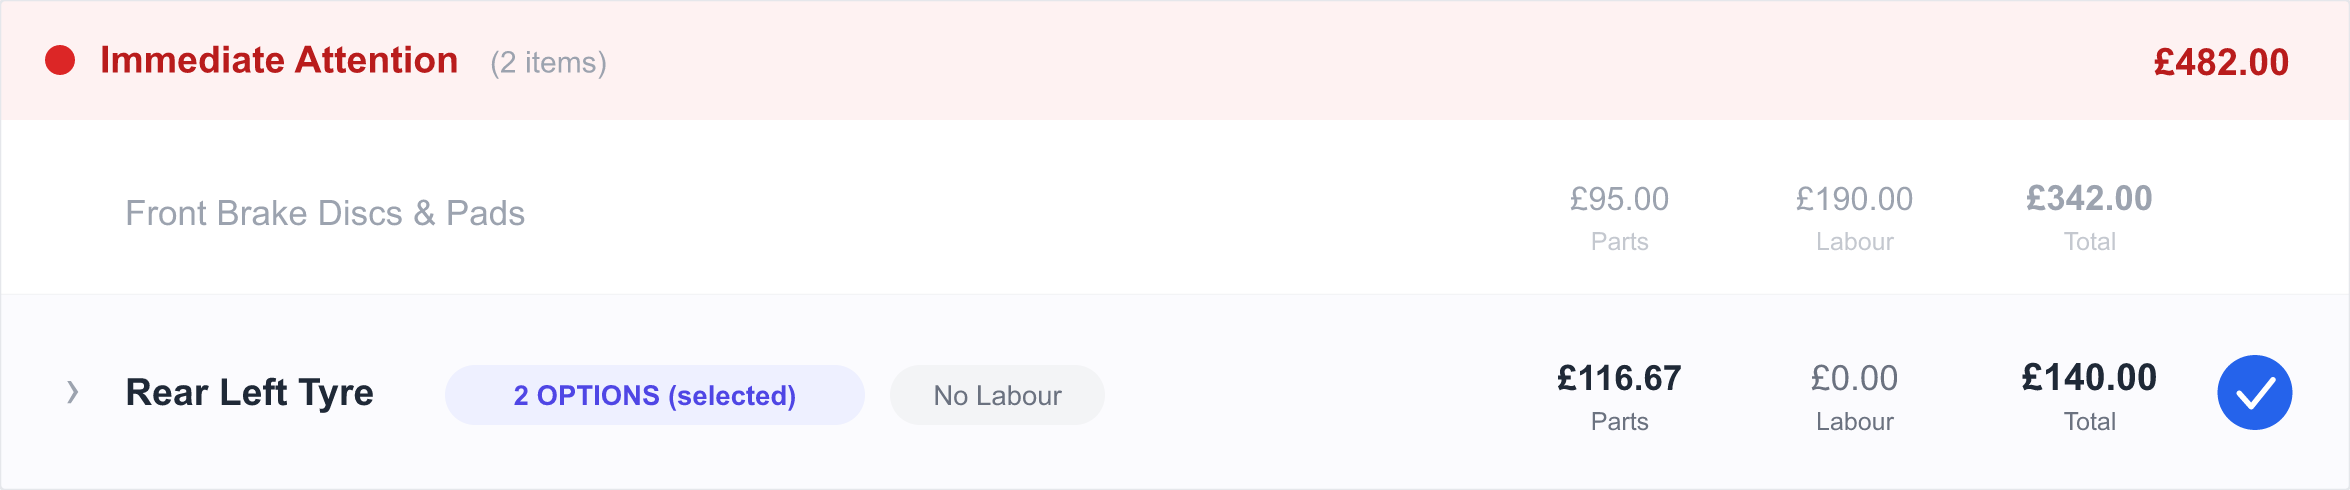 Immediate Attention (2 items) £482.00
Front Brake Discs & Pads £95.00 £190.00 £342.00
Parts Labour Total
Rear Left Tyre 2 OPTIONS (selected) No Labour £116.67 £0.00 £140.00
Parts Labour Total